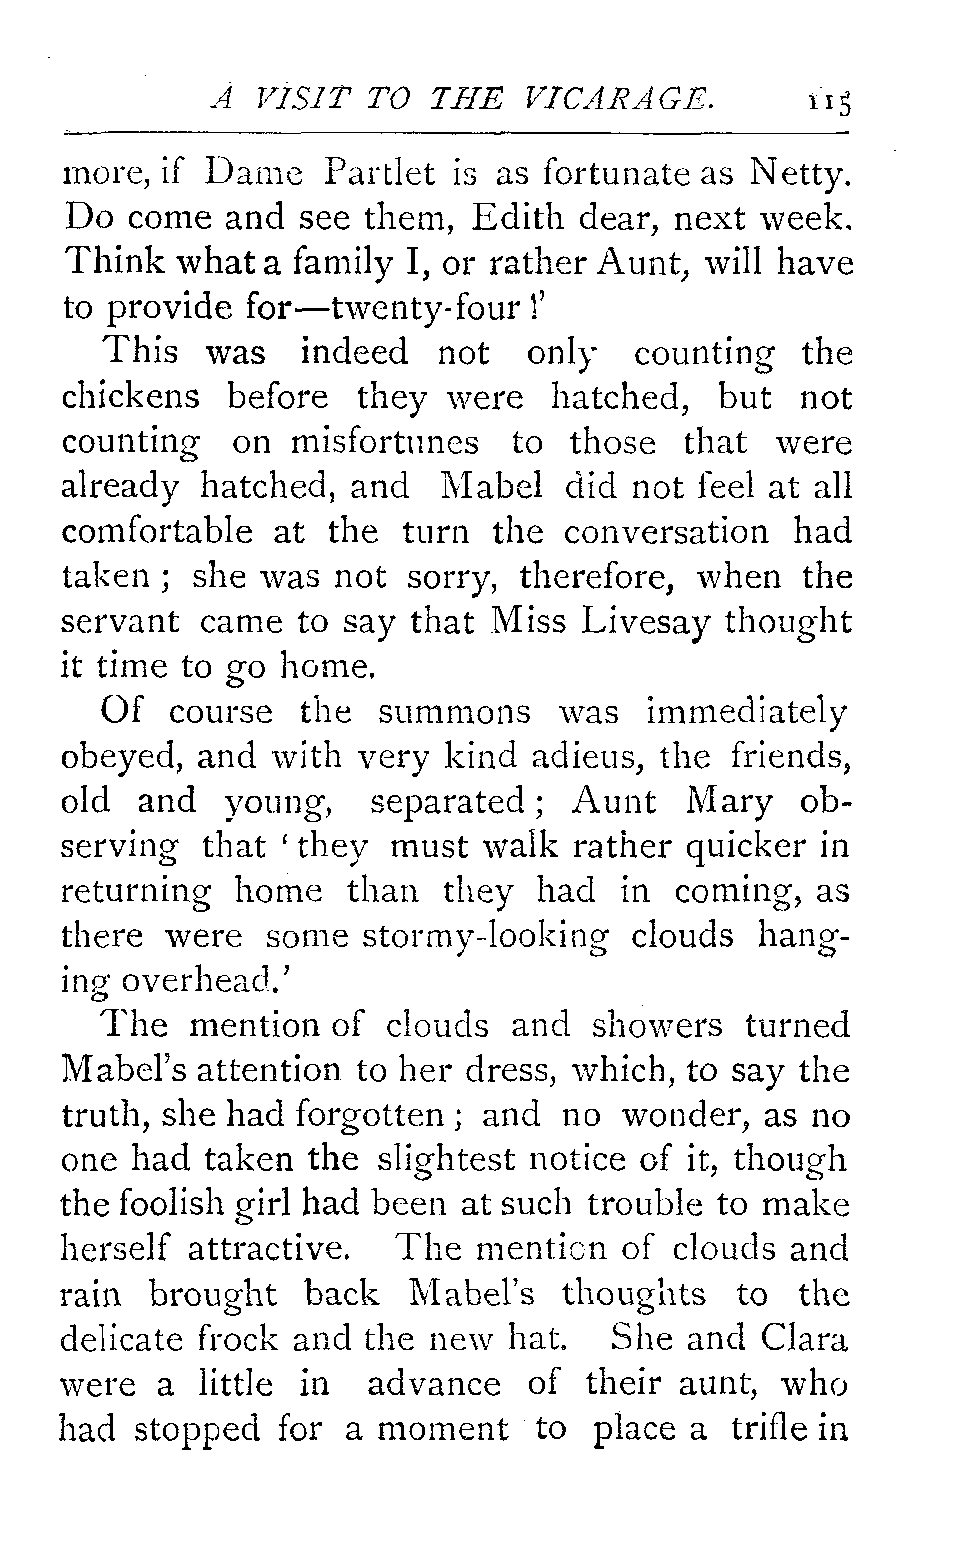 A VISIT TO THE VICARAGE. 115
more, if Dame Partlet is as fortunate as Netty.
Do come and see them, Edith dear, next week.
Think what a family I, or rather Aunt, will have
to provide for—twenty-four!’
This was indeed not only counting the
chickens before they were hatched, but not
counting on misfortunes to those that were
already hatched, and Mabel did not feel at all
comfortable at the turn the conversation had
taken ; she was not sorry, therefore, when the
servant came to say that Miss Livesay thought
it time to go home.
Of course the summons was immediately
obeyed, and with very kind adieus, the friends,
old and young, separated ; Aunt Mary ob-
serving that ‘ they must walk rather quicker in
returning home than they had in coming, as
there were some stormy-looking clouds hang-
ing overhead.’
The mention of clouds and showers turned
Mabel’s attention to her dress, which, to say the
truth, she had forgotten ; and no wonder, as no
one had taken the slightest notice of it, though
the foolish girl had been at such trouble to make
herself attractive. The mention of clouds and
rain brought back Mabel’s thoughts to the
delicate frock and the new hat. She and Clara
were a little in advance of their aunt, who
had stopped for a moment to place a trifle in